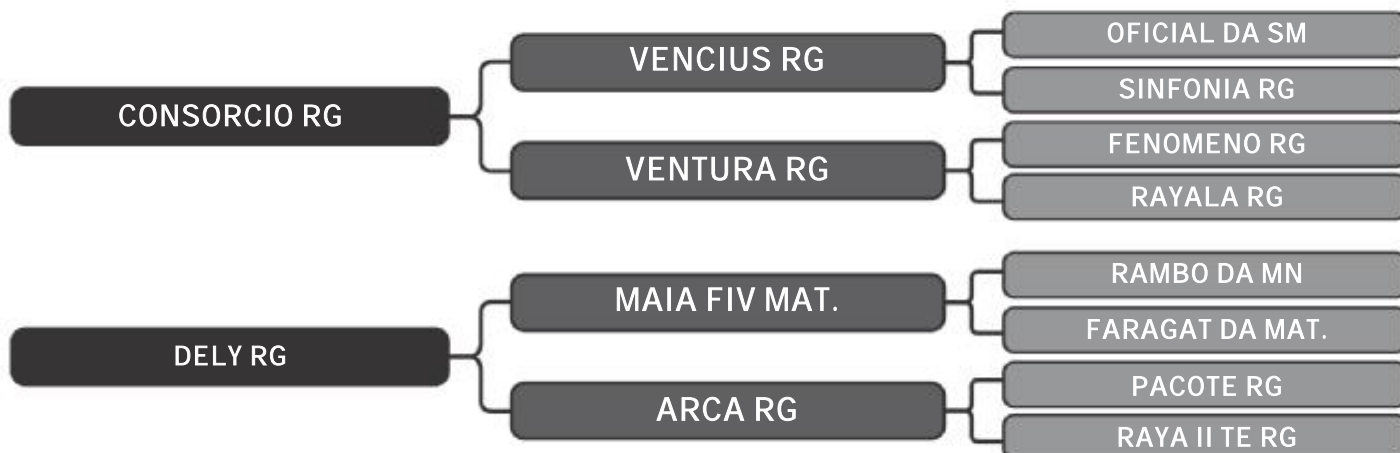 OFICIAL DA SM
VENCIUS RG
SINFONIA RG
CONSORCIO RG
FENOMENO RG
VENTURA RG
RAYALA RG
RAMBO DA MN
MAIA FIV MAT.
FARAGAT DA MAT.
DELY RG
PACOTE RG
ARCA RG
RAYA II TE RG